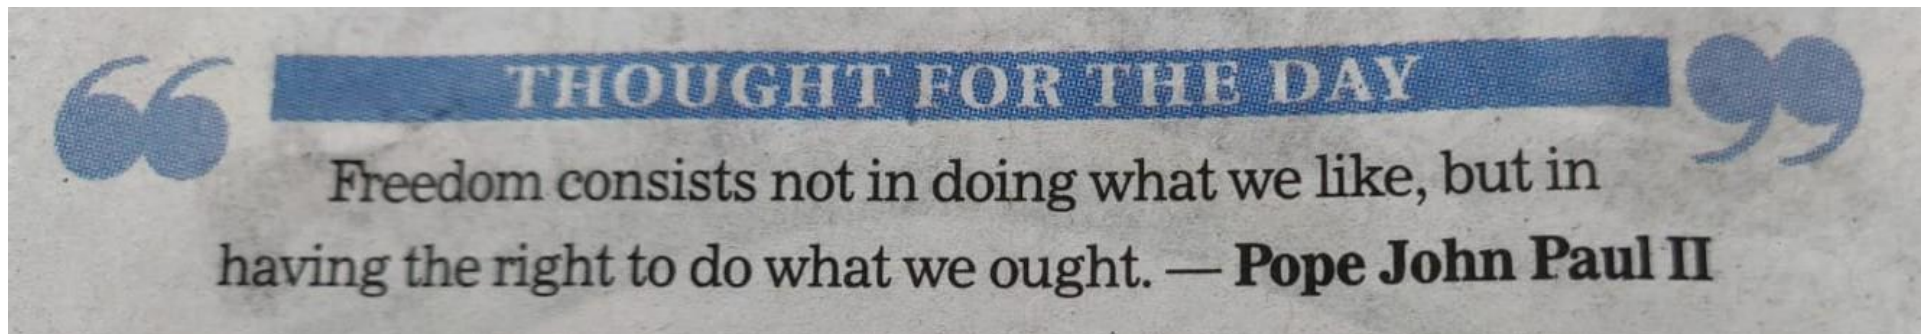 THOUGHT FOR THE DAY
Freedom consists not in doing what we like, but in
having the right to do what we ought. — Pope John Paul II